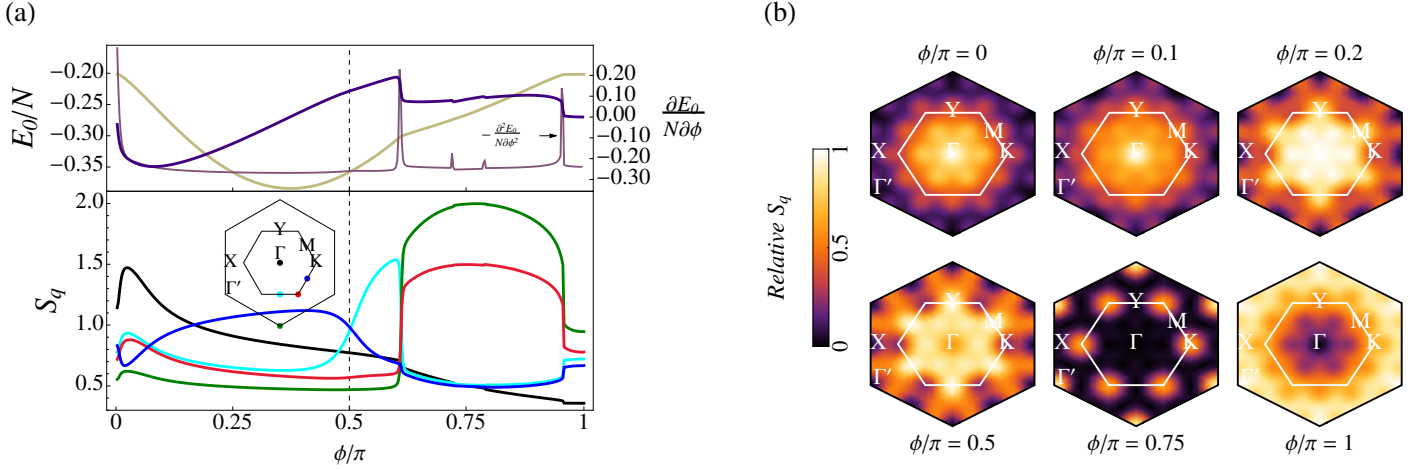 (a)
(b)
E₀/N
−0.20
−0.25
−0.30
−0.35
0.20
0.10
0.00
−0.10
−0.20
−0.30
∂E₀
N∂ϕ
− ∂²E₀
N∂ϕ²
S_q
2.0
1.5
1.0
0.5
Y
M
X
Γ
K
Γ′
0
0.25
0.5
0.75
1
ϕ/π
Relative S_q
1
0.5
0
ϕ/π = 0
ϕ/π = 0.1
ϕ/π = 0.2
Y
M
X
Γ
K
Γ′
Y
M
X
Γ
K
Γ′
Y
M
X
Γ
K
Γ′
Y
M
X
Γ
K
Γ′
Y
M
X
Γ
K
Γ′
Y
M
X
Γ
K
Γ′
ϕ/π = 0.5
ϕ/π = 0.75
ϕ/π = 1